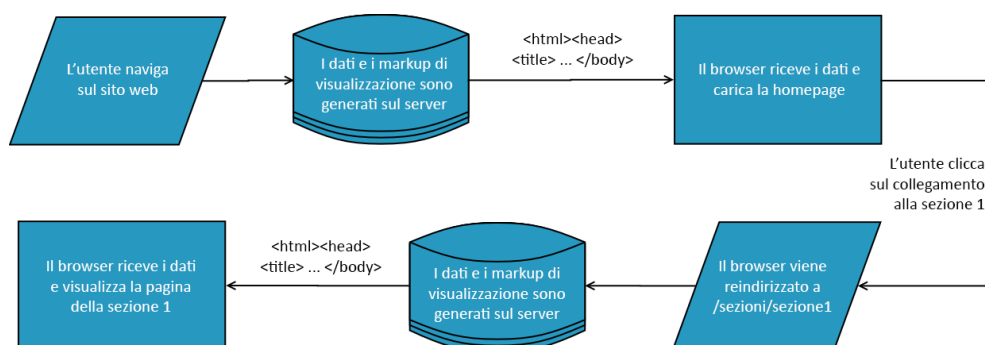 L'utente naviga
sul sito web
I dati e i markup di
visualizzazione sono
generati sul server
<html><head>
<title> ... </body>
Il browser riceve i dati e
carica la homepage
L'utente clicca
sul collegamento
alla sezione 1
Il browser viene
reindirizzato a
/sezioni/sezione1
I dati e i markup di
visualizzazione sono
generati sul server
<html><head>
<title> ... </body>
Il browser riceve i dati
e visualizza la pagina
della sezione 1